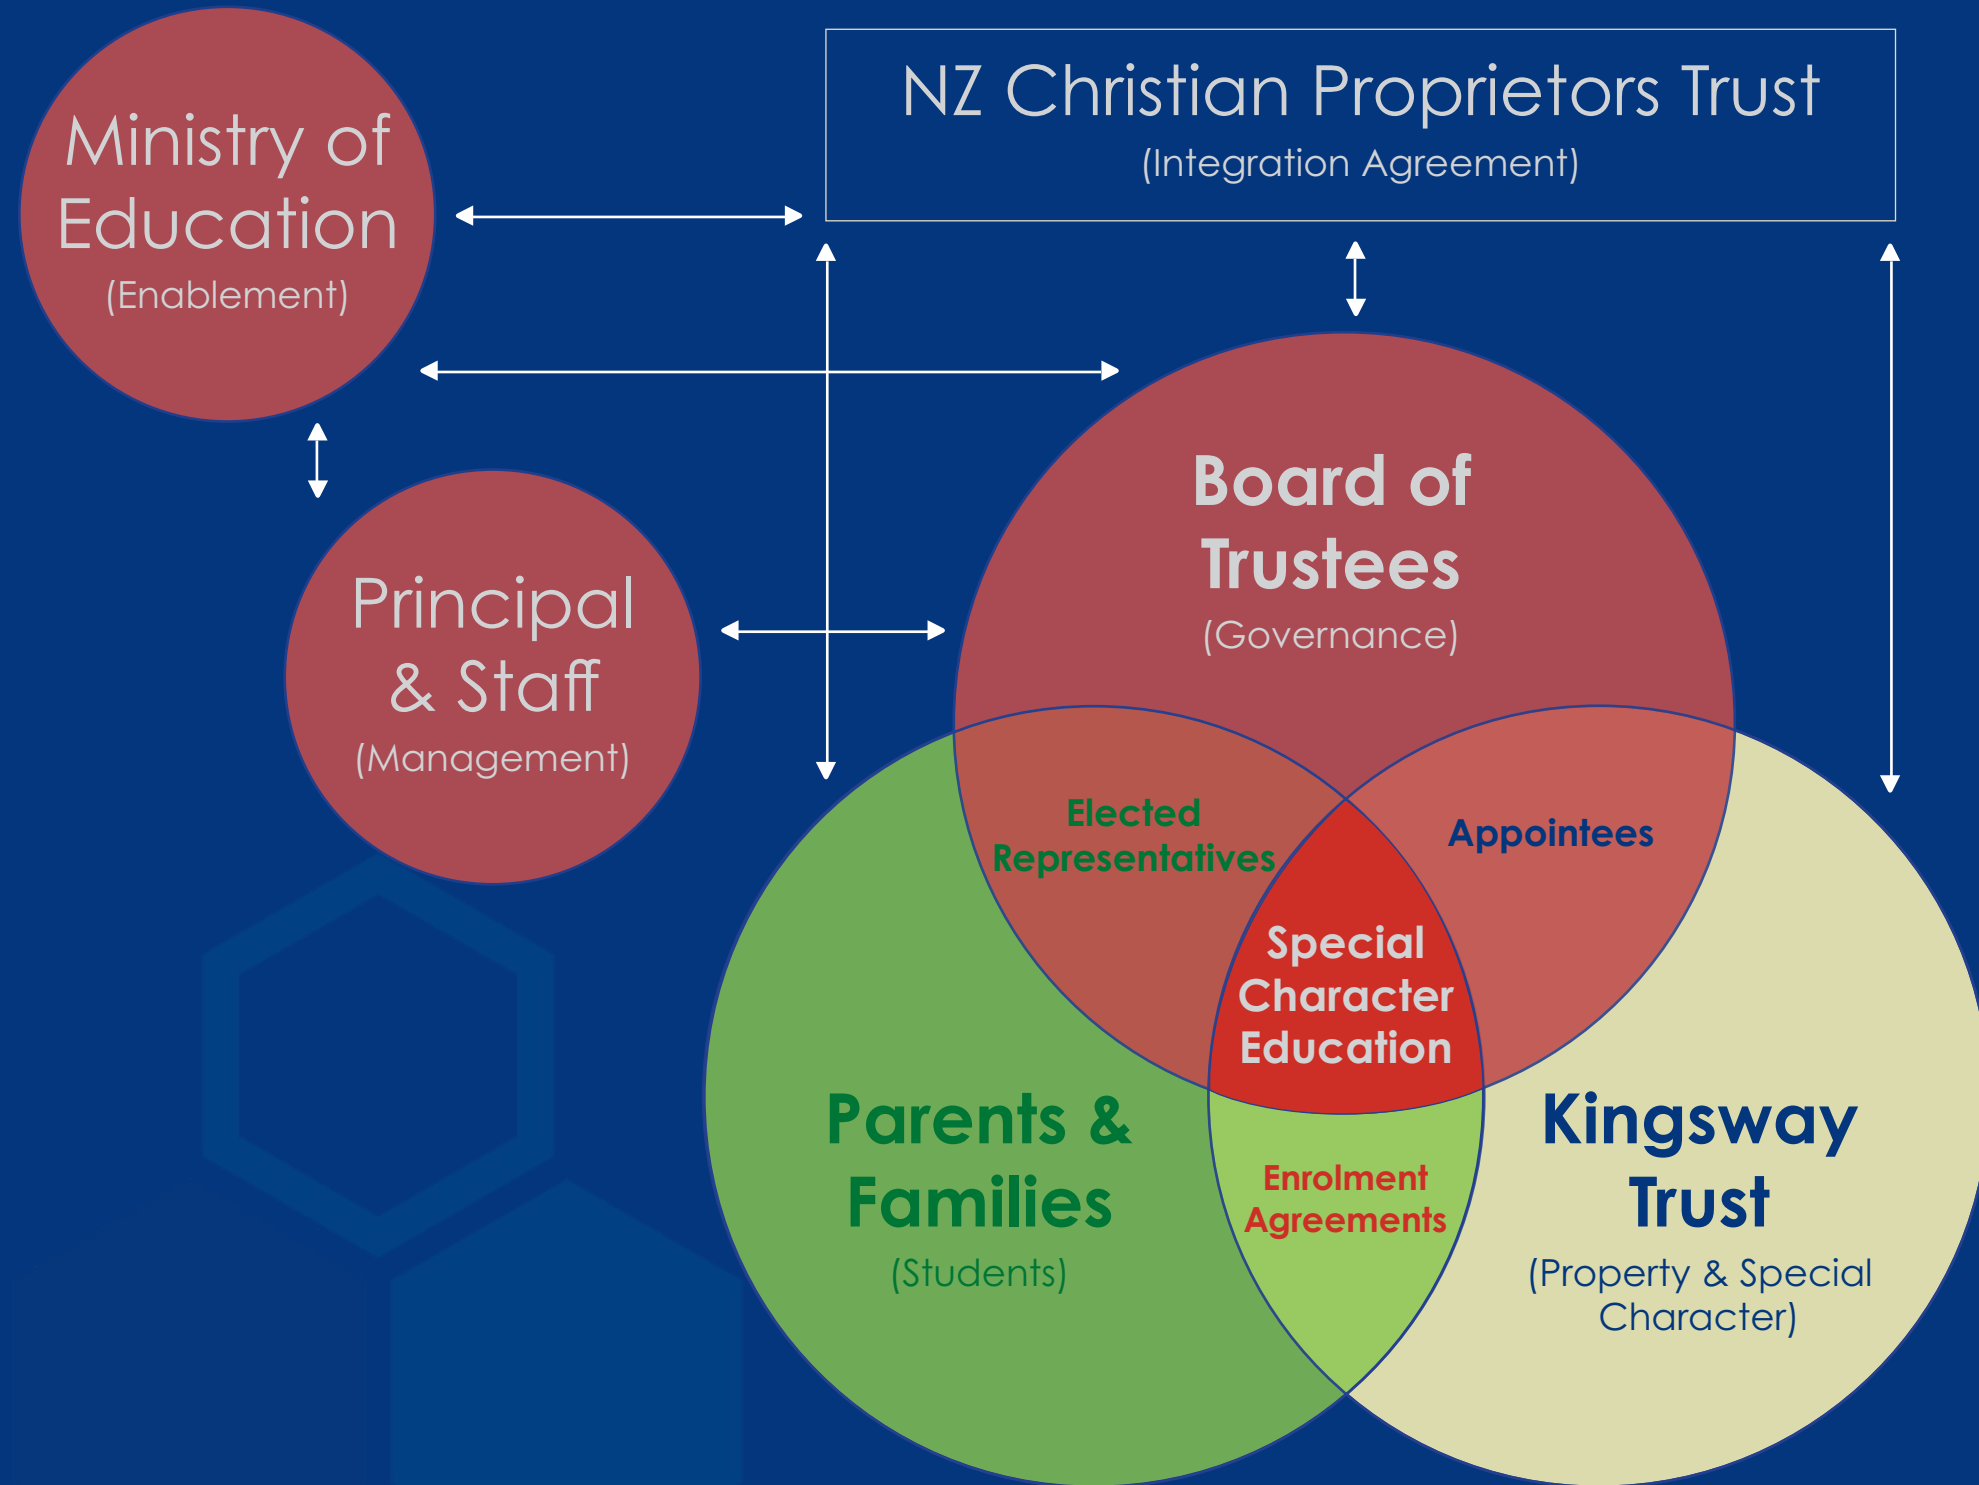 Ministry of
Education
(Enablement)
NZ Christian Proprietors Trust
(Integration Agreement)
Principal
& Staff
(Management)
Board of
Trustees
(Governance)
Elected
Representatives
Appointees
Special
Character
Education
Parents &
Families
(Students)
Enrolment
Agreements
Kingsway
Trust
(Property & Special
Character)